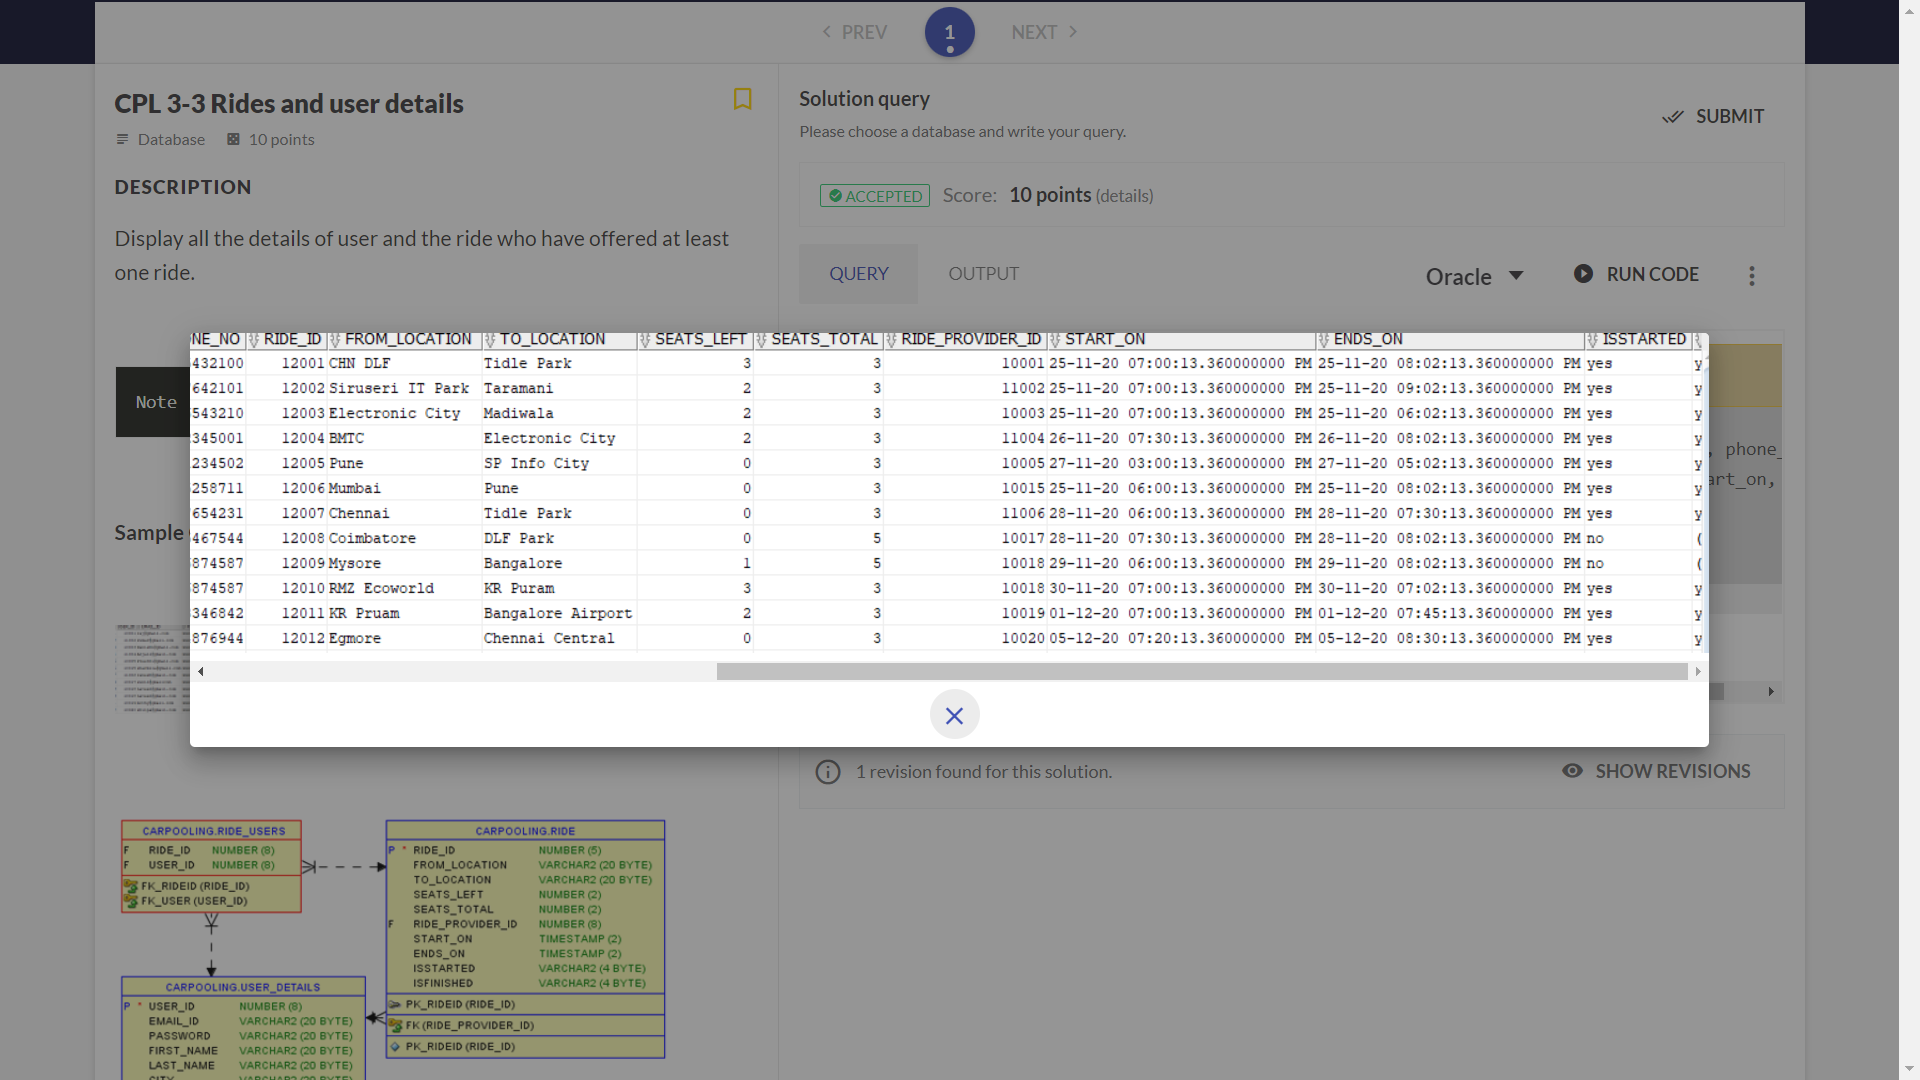 PREV
1
NEXT
CPL 3-3 Rides and user details
Database 10 points
DESCRIPTION
Display all the details of user and the ride who have offered at least
one ride.
Note
Sample
Solution query
Please choose a database and write your query.
SUBMIT
ACCEPTED Score: 10 points (details)
QUERY OUTPUT Oracle RUN CODE
, phone_
art_on,
NE_NO RIDE_ID FROM_LOCATION TO_LOCATION SEATS_LEFT SEATS_TOTAL RIDE_PROVIDER_ID START_ON ENDS_ON ISSTARTED
432100 12001 CHN DLF Tidle Park 3 3 10001 25-11-20 07:00:13.360000000 PM 25-11-20 08:02:13.360000000 PM yes y
642101 12002 Siruseri IT Park Taramani 2 3 11002 25-11-20 07:00:13.360000000 PM 25-11-20 09:02:13.360000000 PM yes y
543210 12003 Electronic City Madiwala 2 3 10003 25-11-20 07:00:13.360000000 PM 25-11-20 06:02:13.360000000 PM yes y
345001 12004 BMTC Electronic City 2 3 11004 26-11-20 07:30:13.360000000 PM 26-11-20 08:02:13.360000000 PM yes y
234502 12005 Pune SP Info City 0 3 10005 27-11-20 03:00:13.360000000 PM 27-11-20 05:02:13.360000000 PM yes y
258711 12006 Mumbai Pune 0 3 10015 25-11-20 06:00:13.360000000 PM 25-11-20 08:02:13.360000000 PM yes y
654231 12007 Chennai Tidle Park 0 3 11006 28-11-20 06:00:13.360000000 PM 28-11-20 07:30:13.360000000 PM yes y
467544 12008 Coimbatore DLF Park 0 5 10017 28-11-20 07:30:13.360000000 PM 28-11-20 08:02:13.360000000 PM no (
874587 12009 Mysore Bangalore 1 5 10018 29-11-20 06:00:13.360000000 PM 29-11-20 08:02:13.360000000 PM no (
874587 12010 RMZ Ecoworld KR Puram 3 3 10018 30-11-20 07:00:13.360000000 PM 30-11-20 07:02:13.360000000 PM yes y
346842 12011 KR Pruam Bangalore Airport 2 3 10019 01-12-20 07:00:13.360000000 PM 01-12-20 07:45:13.360000000 PM yes y
876944 12012 Egmore Chennai Central 0 3 10020 05-12-20 07:20:13.360000000 PM 05-12-20 08:30:13.360000000 PM yes y
1 revision found for this solution. SHOW REVISIONS
CARPOOLING.RIDE_USERS
F RIDE_ID NUMBER (8)
F USER_ID NUMBER (8)
FK_RIDEID (RIDE_ID)
FK_USER (USER_ID)
CARPOOLING.RIDE
P * RIDE_ID NUMBER (5)
FROM_LOCATION VARCHAR2 (20 BYTE)
TO_LOCATION VARCHAR2 (20 BYTE)
SEATS_LEFT NUMBER (2)
SEATS_TOTAL NUMBER (2)
F RIDE_PROVIDER_ID NUMBER (8)
START_ON TIMESTAMP (2)
ENDS_ON TIMESTAMP (2)
ISSTARTED VARCHAR2 (4 BYTE)
ISFINISHED VARCHAR2 (4 BYTE)
PK_RIDEID (RIDE_ID)
FK (RIDE_PROVIDER_ID)
PK_RIDEID (RIDE_ID)
CARPOOLING.USER_DETAILS
P * USER_ID NUMBER (8)
EMAIL_ID VARCHAR2 (20 BYTE)
PASSWORD VARCHAR2 (20 BYTE)
FIRST_NAME VARCHAR2 (20 BYTE)
LAST_NAME VARCHAR2 (20 BYTE)
CITY VARCHAR2 (20 BYTE)